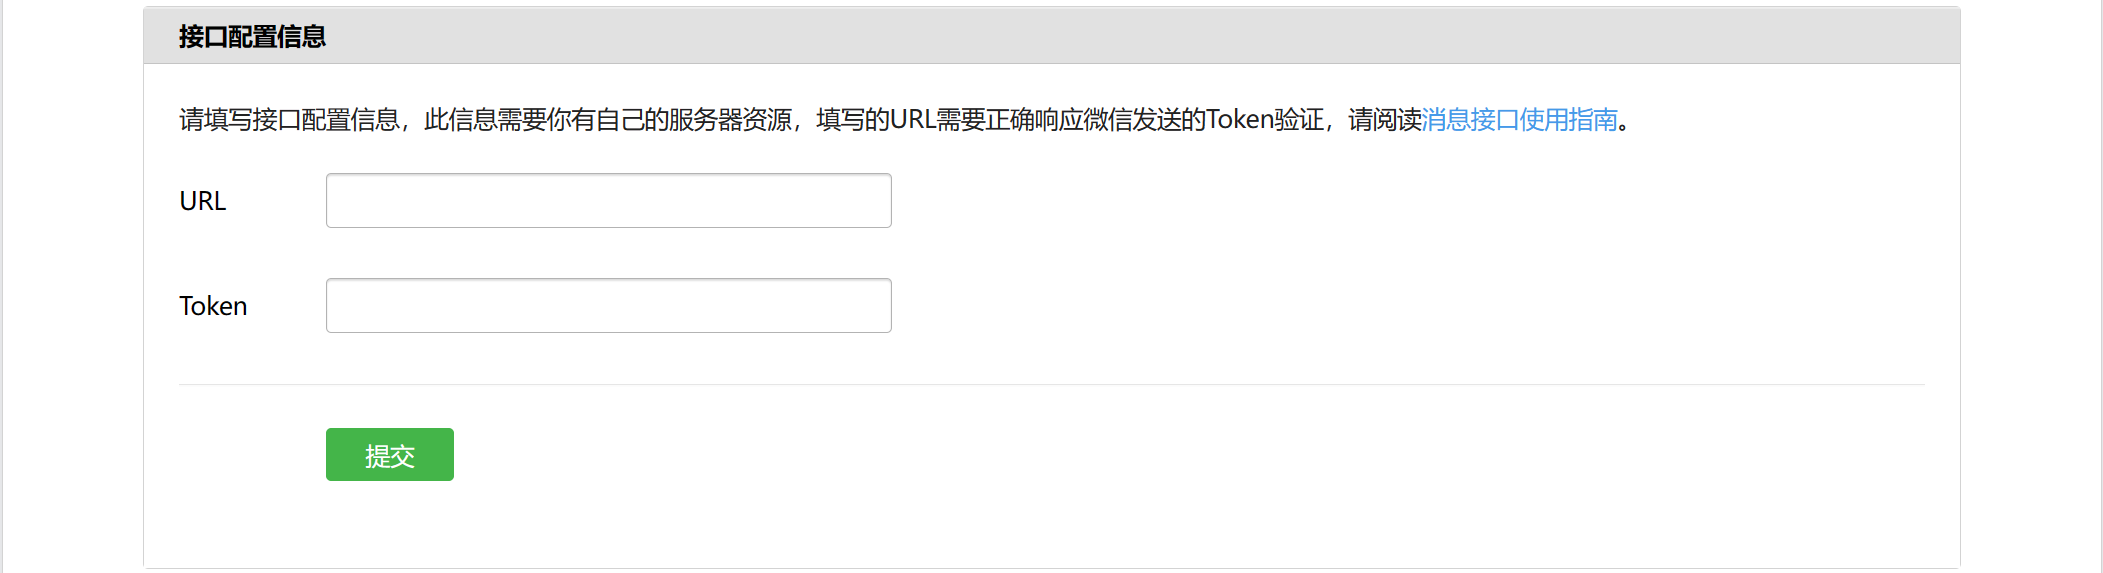 接口配置信息
请填写接口配置信息，此信息需要你有自己的服务器资源，填写的URL需要正确响应微信发送的Token验证，请阅读消息接口使用指南。
URL
Token
提交